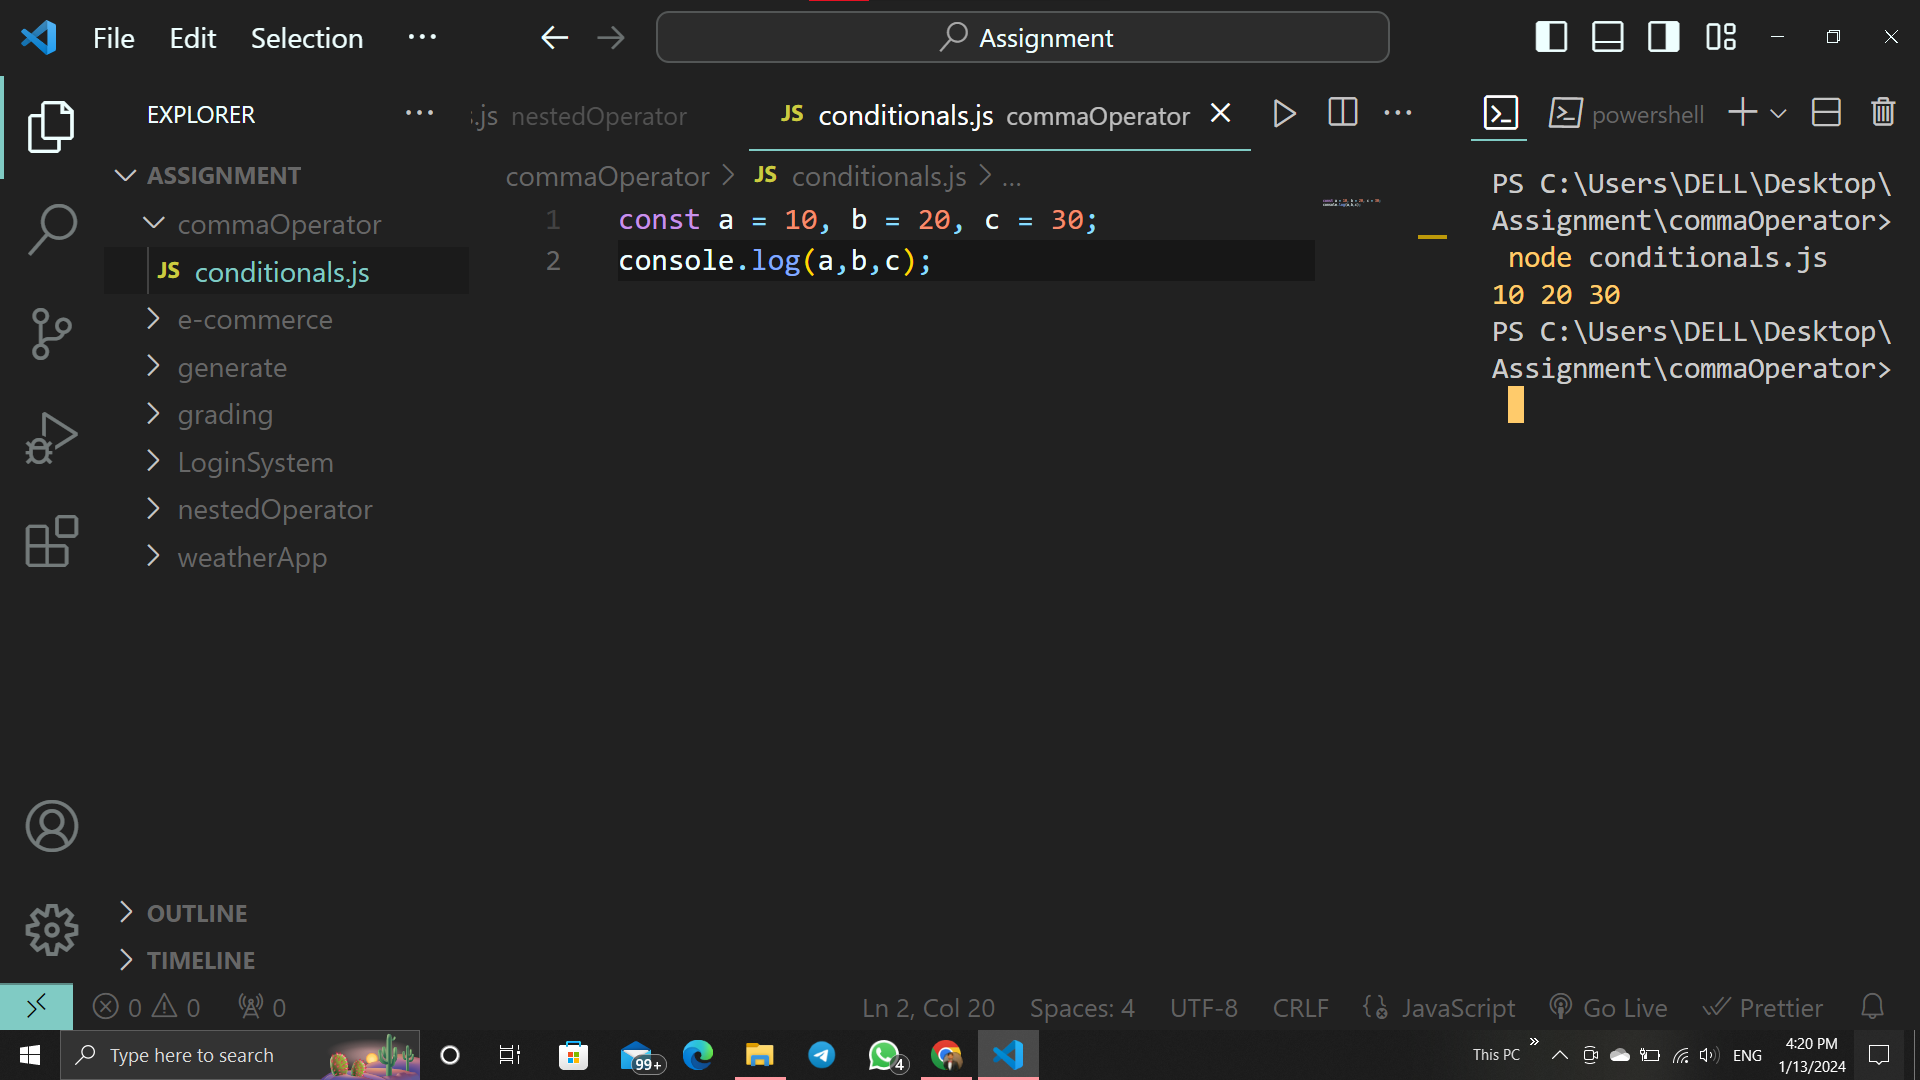 File Edit Selection ···
Assignment
EXPLORER ···
ASSIGNMENT
commaOperator
JS conditionals.js
e-commerce
generate
grading
LoginSystem
nestedOperator
weatherApp
OUTLINE
TIMELINE
.js nestedOperator
JS conditionals.js commaOperator
commaOperator > JS conditionals.js > ...
1 const a = 10, b = 20, c = 30;
2 console.log(a,b,c);
powershell
PS C:\Users\DELL\Desktop\
Assignment\commaOperator>
node conditionals.js
10 20 30
PS C:\Users\DELL\Desktop\
Assignment\commaOperator>
0 0 0
Ln 2, Col 20 Spaces: 4 UTF-8 CRLF JavaScript Go Live Prettier
Type here to search
99+
4
This PC
ENG
4:20 PM
1/13/2024